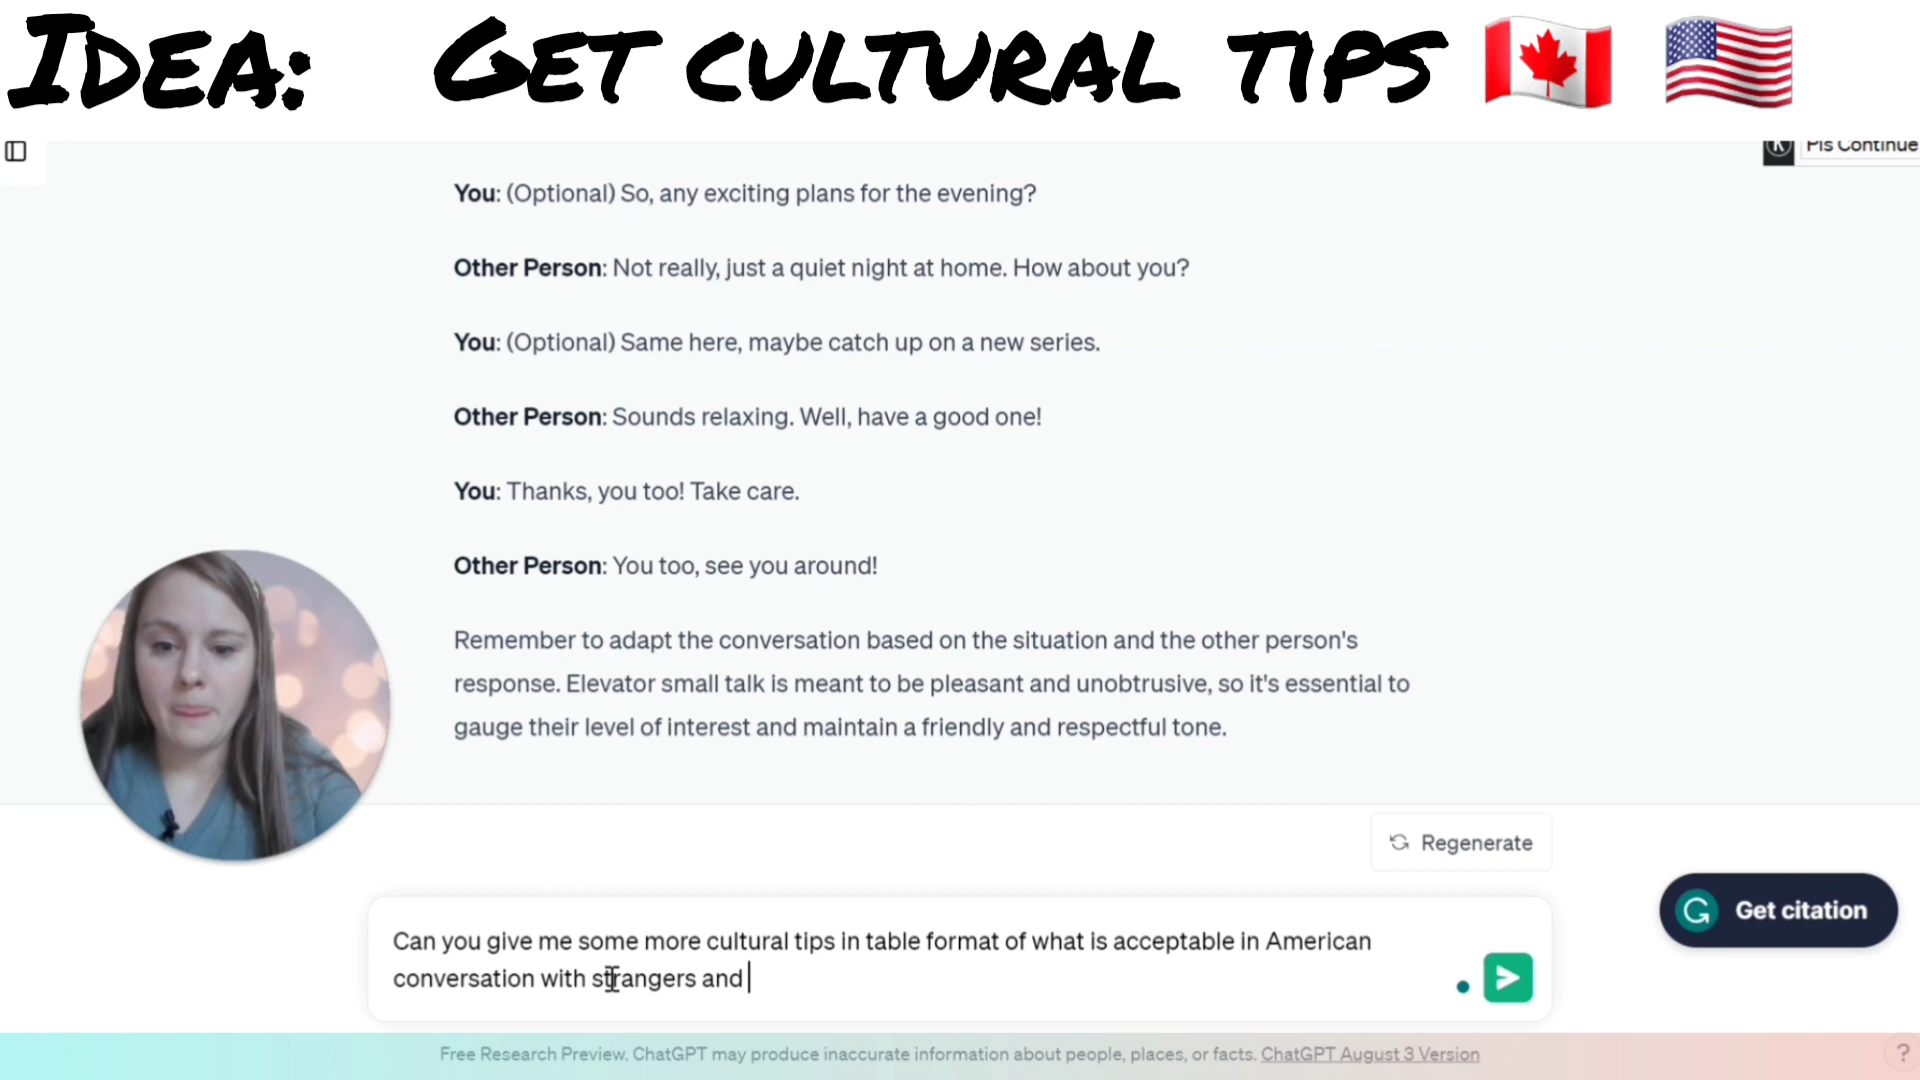 IDEA: GET CULTURAL TIPS
Pls Continue
You: (Optional) So, any exciting plans for the evening?
Other Person: Not really, just a quiet night at home. How about you?
You: (Optional) Same here, maybe catch up on a new series.
Other Person: Sounds relaxing. Well, have a good one!
You: Thanks, you too! Take care.
Other Person: You too, see you around!
Remember to adapt the conversation based on the situation and the other person's
response. Elevator small talk is meant to be pleasant and unobtrusive, so it's essential to
gauge their level of interest and maintain a friendly and respectful tone.
Regenerate
Can you give me some more cultural tips in table format of what is acceptable in American
conversation with strangers and
Get citation
Free Research Preview. ChatGPT may produce inaccurate information about people, places, or facts. ChatGPT August 3 Version
?